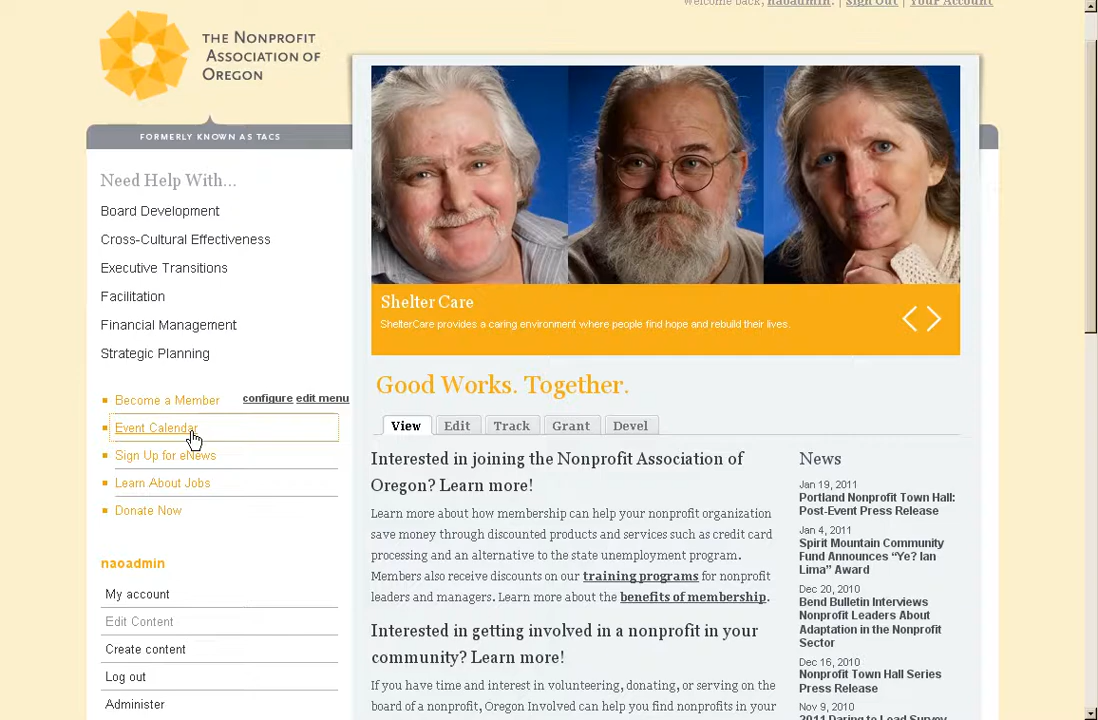 Welcome back, naoadmin. | Sign Out | Your Account
THE NONPROFIT
ASSOCIATION OF
OREGON
FORMERLY KNOWN AS TACS
Need Help With...
Board Development
Cross-Cultural Effectiveness
Executive Transitions
Facilitation
Financial Management
Strategic Planning
Become a Member
configure edit menu
Event Calendar
Sign Up for eNews
Learn About Jobs
Donate Now
naoadmin
My account
Edit Content
Create content
Log out
Administer
Shelter Care
ShelterCare provides a caring environment where people find hope and rebuild their lives.
Good Works. Together.
View Edit Track Grant Devel
Interested in joining the Nonprofit Association of
Oregon? Learn more!
Learn more about how membership can help your nonprofit organization
save money through discounted products and services such as credit card
processing and an alternative to the state unemployment program.
Members also receive discounts on our training programs for nonprofit
leaders and managers. Learn more about the benefits of membership.
Interested in getting involved in a nonprofit in your
community? Learn more!
If you have time and interest in volunteering, donating, or serving on the
board of a nonprofit, Oregon Involved can help you find nonprofits in your
News
Jan 19, 2011
Portland Nonprofit Town Hall:
Post-Event Press Release
Jan 4, 2011
Spirit Mountain Community
Fund Announces “Ye? Ian
Lima” Award
Dec 20, 2010
Bend Bulletin Interviews
Nonprofit Leaders About
Adaptation in the Nonprofit
Sector
Dec 16, 2010
Nonprofit Town Hall Series
Press Release
Nov 9, 2010
2011 Daring to Lead Survey